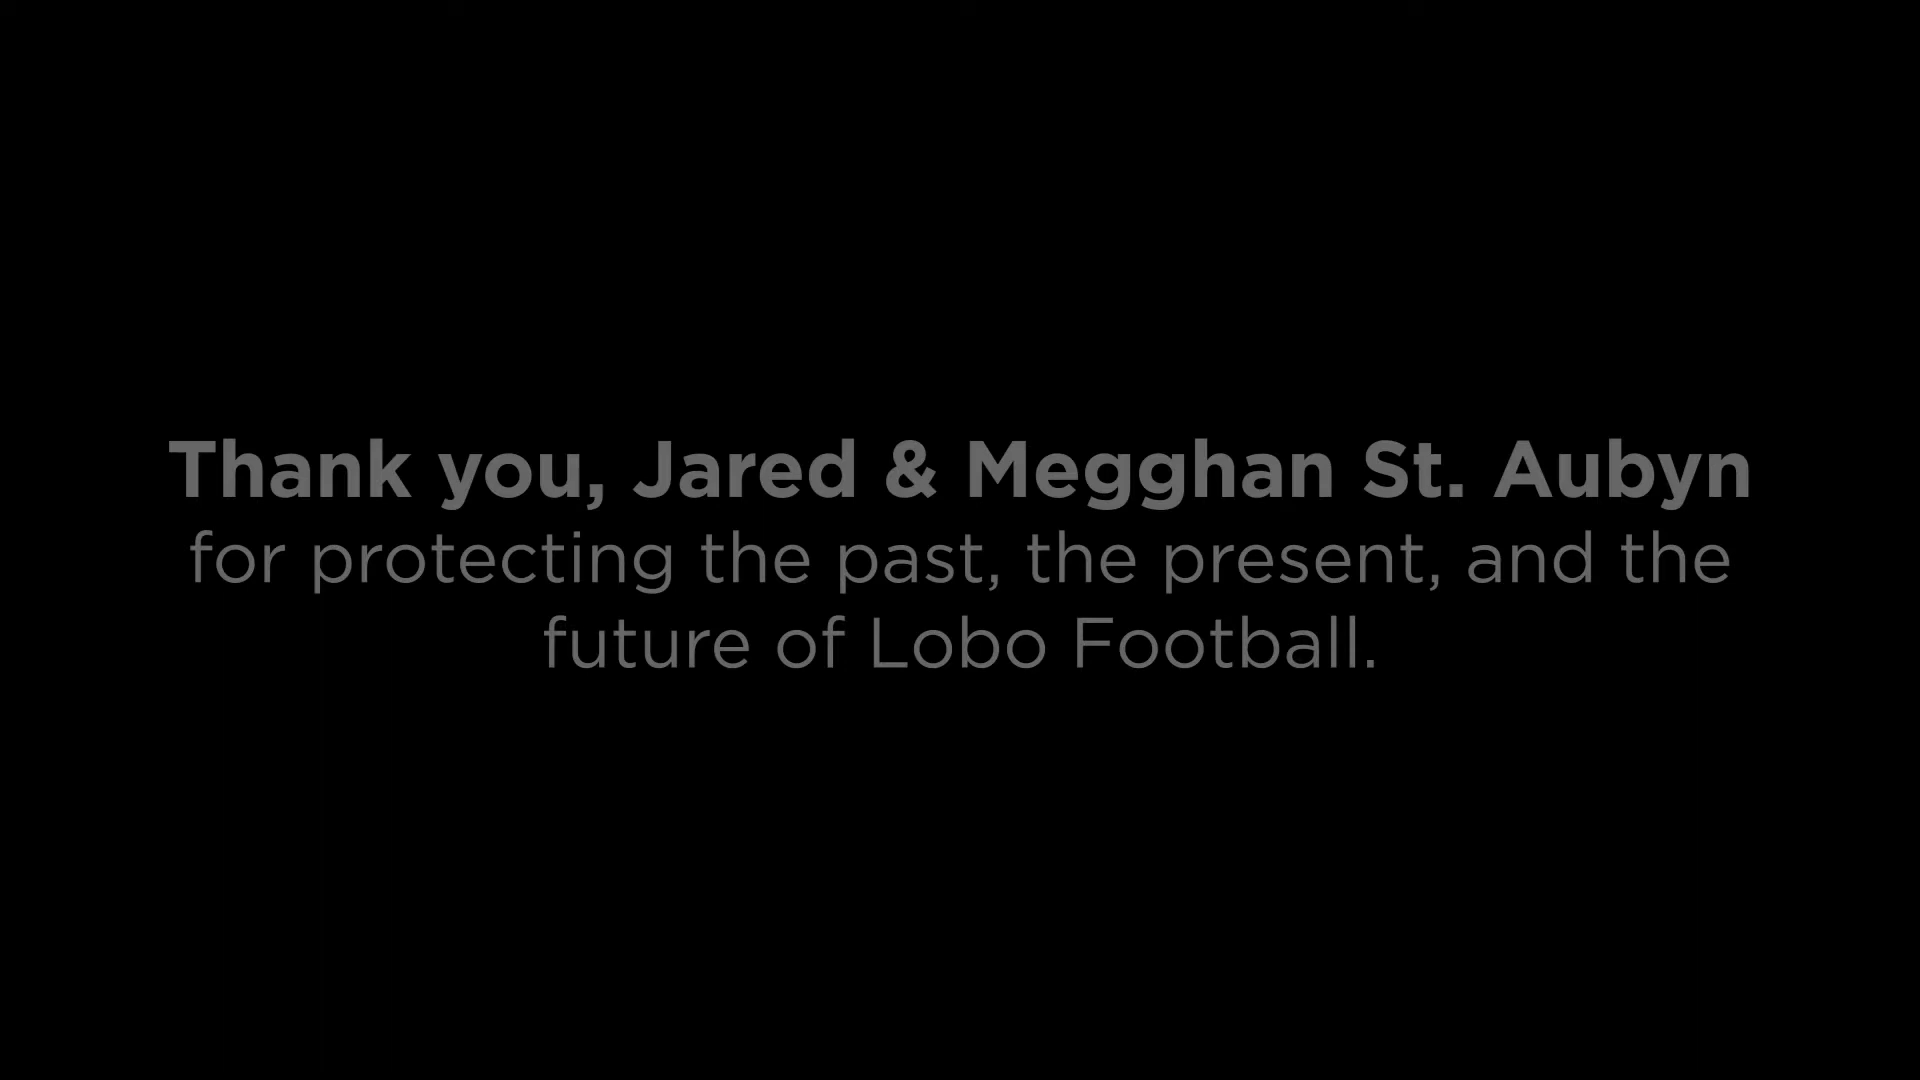 Thank you, Jared & Megghan St. Aubyn
for protecting the past, the present, and the
future of Lobo Football.